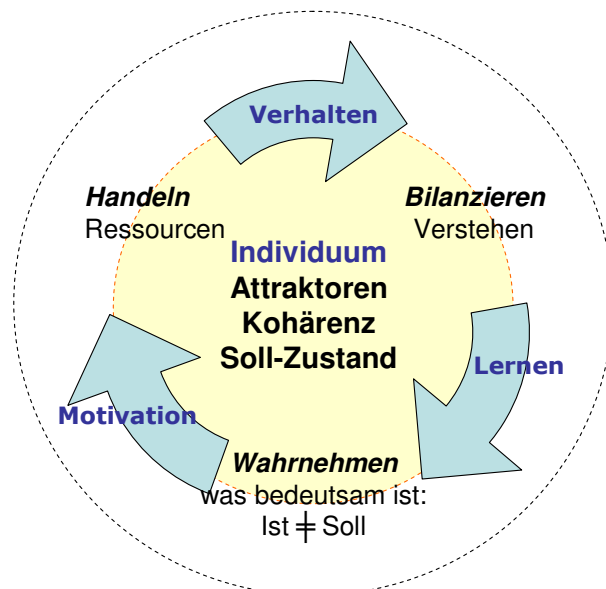 Verhalten
Handeln
Ressourcen
Bilanzieren
Verstehen
Individuum
Attraktoren
Kohärenz
Soll-Zustand
Lernen
Motivation
Wahrnehmen
was bedeutsam ist:
Ist ╪ Soll